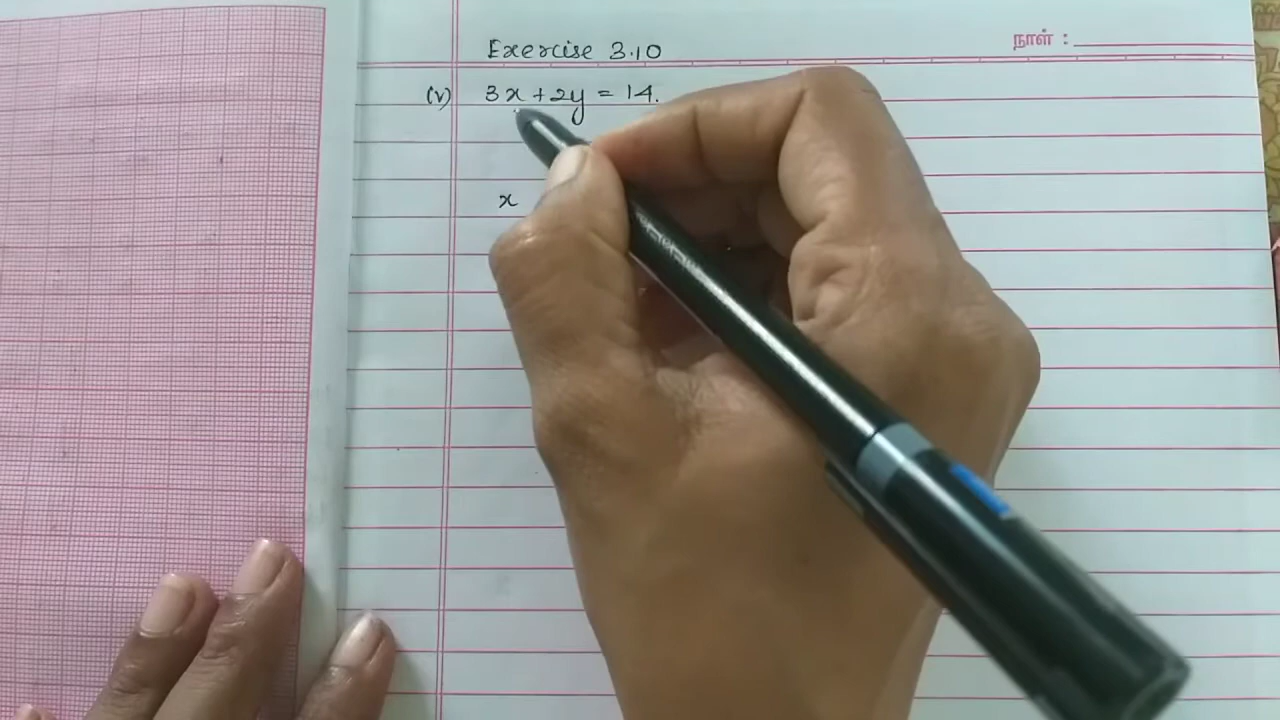 Exercise 3.10
நாள் :
(v) 3x + 2y = 14.
x